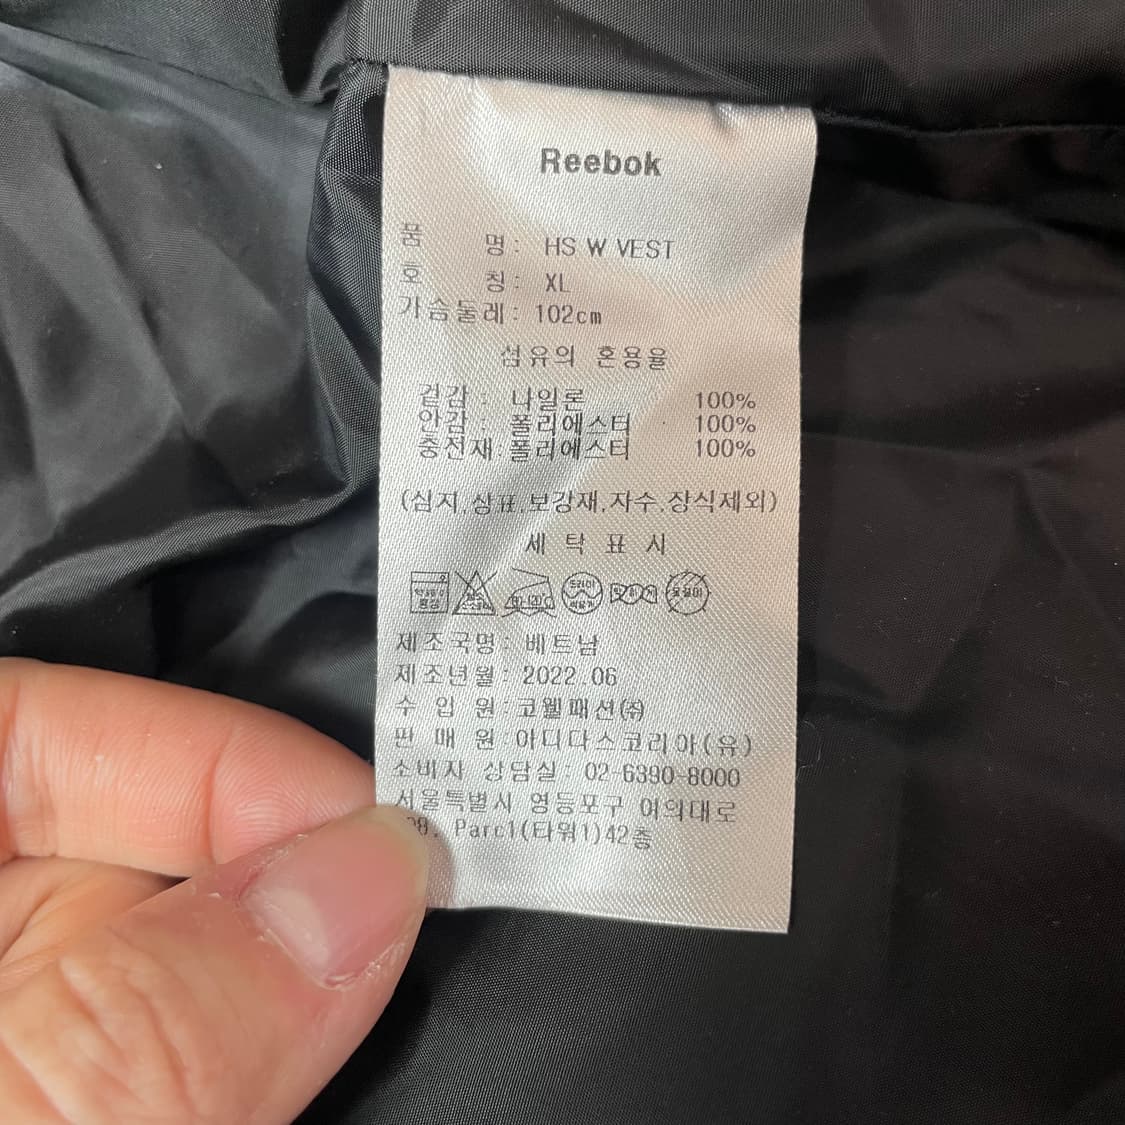 Reebok
품 명: HS W VEST
호 칭: XL
가슴둘레: 102cm
섬유의 혼용율
겉감 : 나일론 100%
안감 : 폴리에스터 100%
충전재: 폴리에스터 100%
(심지,상표,보강재,자수,장식제외)
세 탁 표 시
드라이
제조국명: 베트남
제조년월: 2022.06
수 입 원: 코웰패션㈜
판 매 원:아디다스코리아(유)
소비자 상담실: 02-6390-8000
서울특별시 영등포구 여의대로
Parc1(타워1)42층